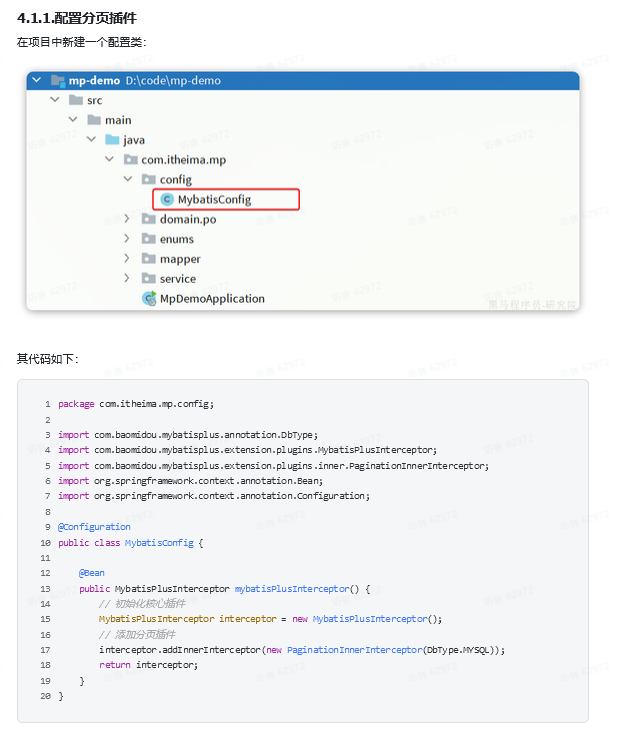 4.1.1.配置分页插件
在项目中新建一个配置类：
mp-demo D:\code\mp-demo
src
main
java
com.itheima.mp
config
MybatisConfig
domain.po
enums
mapper
service
MpDemoApplication
黑马程序员-研究院
其代码如下：
1 package com.itheima.mp.config;
2
3 import com.baomidou.mybatisplus.annotation.DbType;
4 import com.baomidou.mybatisplus.extension.plugins.MybatisPlusInterceptor;
5 import com.baomidou.mybatisplus.extension.plugins.inner.PaginationInnerInterceptor;
6 import org.springframework.context.annotation.Bean;
7 import org.springframework.context.annotation.Configuration;
8
9 @Configuration
10 public class MybatisConfig {
11
12 @Bean
13 public MybatisPlusInterceptor mybatisPlusInterceptor() {
14 // 初始化核心插件
15 MybatisPlusInterceptor interceptor = new MybatisPlusInterceptor();
16 // 添加分页插件
17 interceptor.addInnerInterceptor(new PaginationInnerInterceptor(DbType.MYSQL));
18 return interceptor;
19 }
20 }